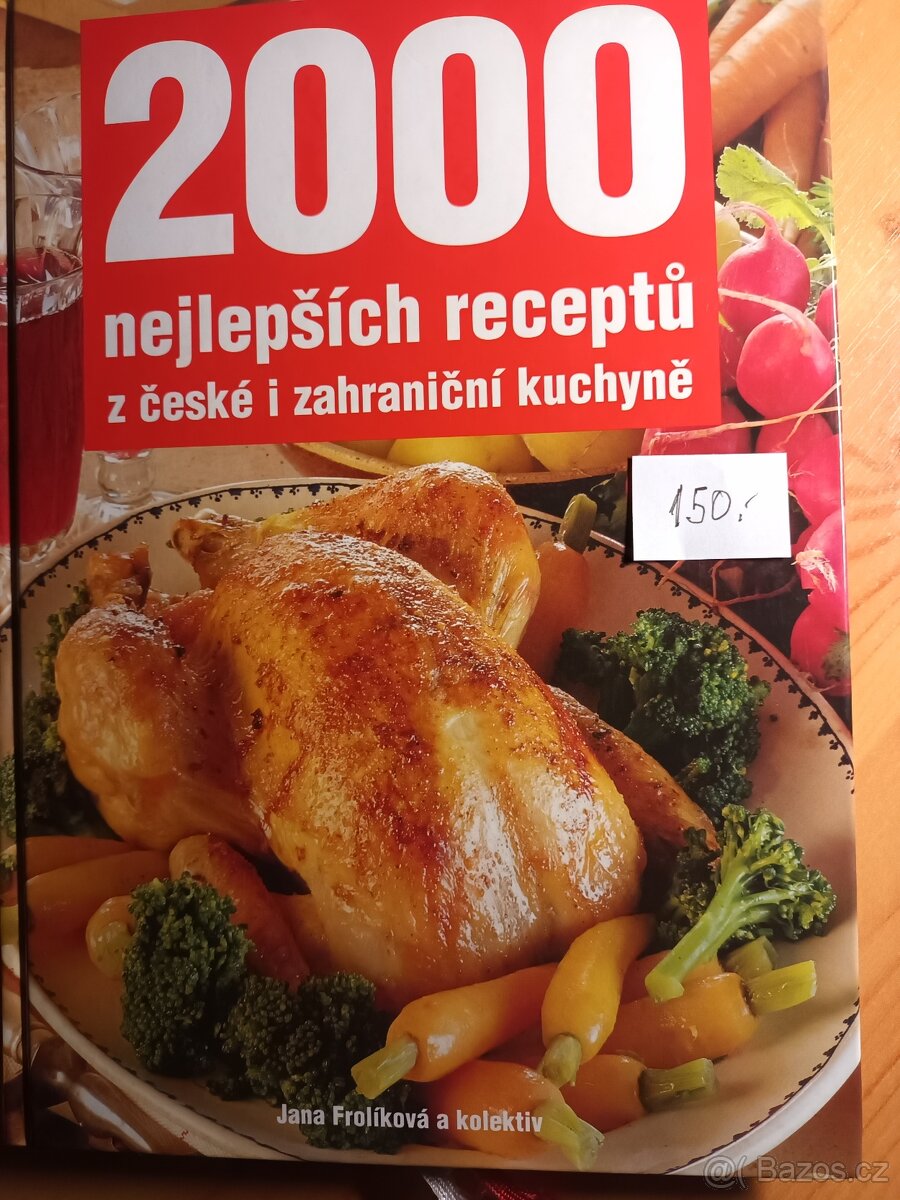 2000
nejlepších receptů
z české i zahraniční kuchyně
150,-
Jana Frolíková a kolektiv
@( Bazos.cz